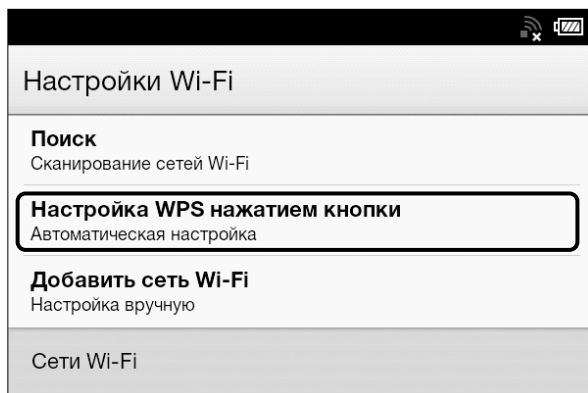 Настройки Wi-Fi
Поиск
Сканирование сетей Wi-Fi
Настройка WPS нажатием кнопки
Автоматическая настройка
Добавить сеть Wi-Fi
Настройка вручную
Сети Wi-Fi